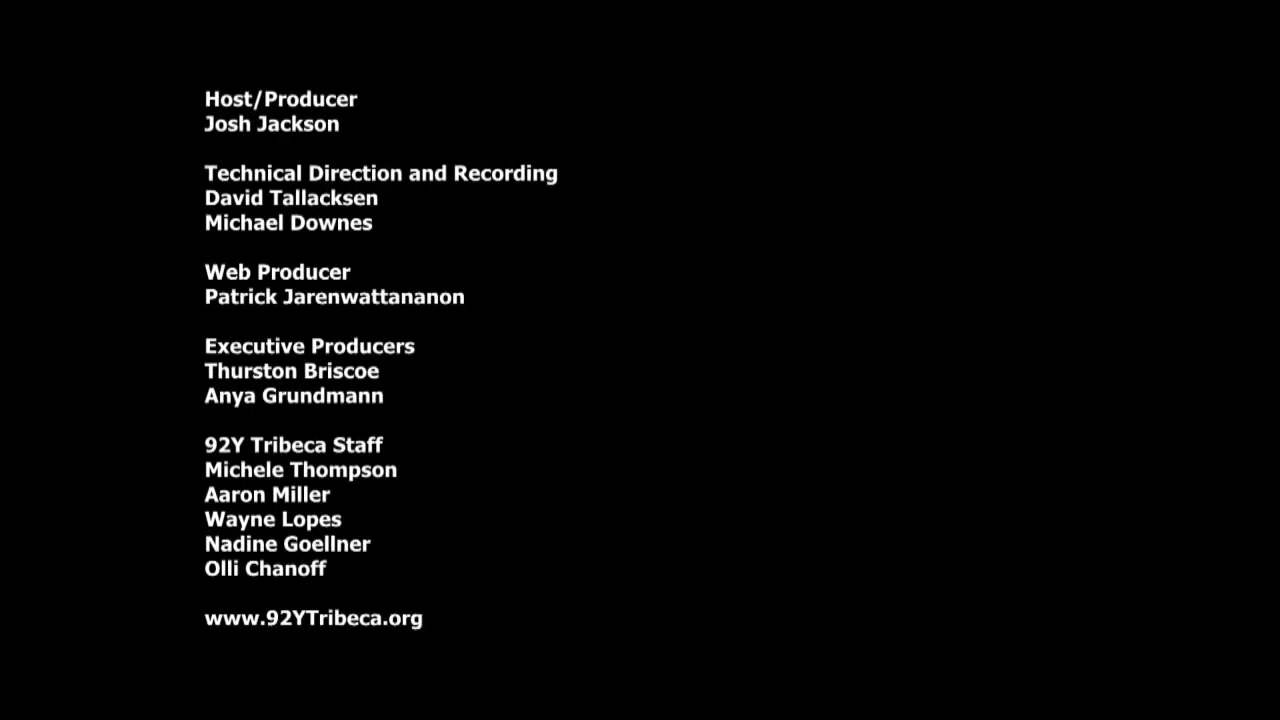 Host/Producer
Josh Jackson
Technical Direction and Recording
David Tallacksen
Michael Downes
Web Producer
Patrick Jarenwattananon
Executive Producers
Thurston Briscoe
Anya Grundmann
92Y Tribeca Staff
Michele Thompson
Aaron Miller
Wayne Lopes
Nadine Goellner
Olli Chanoff
www.92YTribeca.org